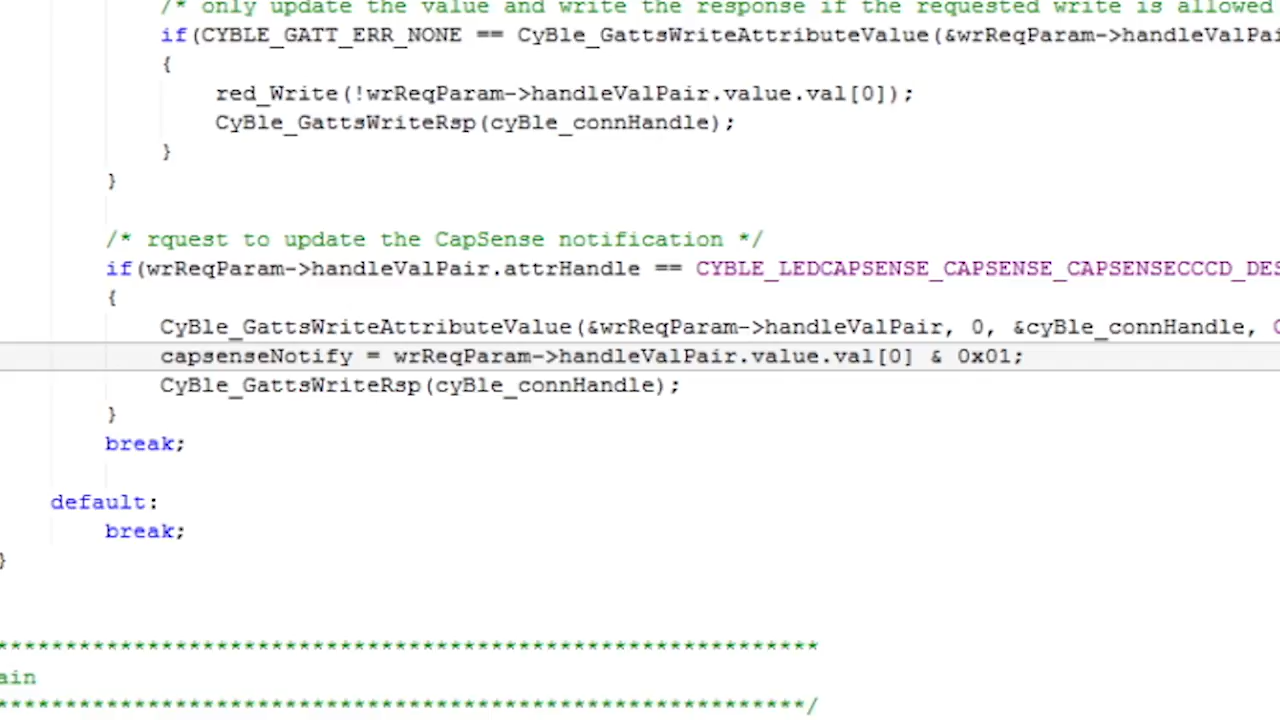 /* only update the value and write the response if the requested write is allowed
if(CYBLE_GATT_ERR_NONE == CyBle_GattsWriteAttributeValue(&wrReqParam->handleValPai
{
red_Write(!wrReqParam->handleValPair.value.val[0]);
CyBle_GattsWriteRsp(cyBle_connHandle);
}
}
/* rquest to update the CapSense notification */
if(wrReqParam->handleValPair.attrHandle == CYBLE_LEDCAPSENSE_CAPSENSE_CAPSENSECCCD_DES
{
CyBle_GattsWriteAttributeValue(&wrReqParam->handleValPair, 0, &cyBle_connHandle,
capsenseNotify = wrReqParam->handleValPair.value.val[0] & 0x01;
CyBle_GattsWriteRsp(cyBle_connHandle);
}
break;
default:
break;
}
************************************************************
ain
***********************************************************/